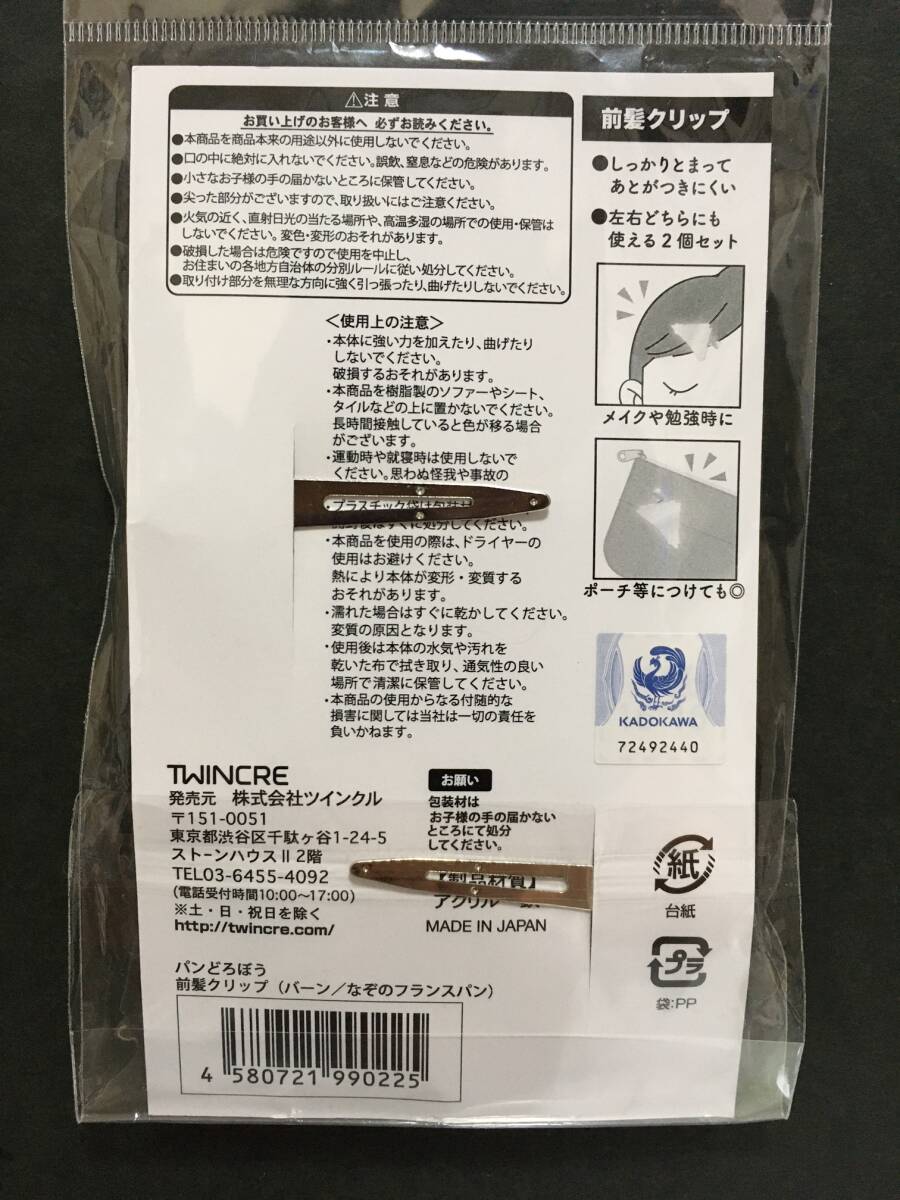 ⚠注意
お買い上げのお客様へ 必ずお読みください。
●本商品を商品本来の用途以外に使用しないでください。
●口の中に絶対に入れないでください。誤飲、窒息などの危険があります。
●小さなお子様の手の届かないところに保管してください。
●尖った部分がございますので、取り扱いにはご注意ください。
●火気の近く、直射日光の当たる場所や、高温多湿の場所での使用・保管は
しないでください。変色・変形のおそれがあります。
●破損した場合は危険ですので使用を中止し、
お住まいの各地方自治体の分別ルールに従い処分してください。
●取り付け部分を無理な方向に強く引っ張ったり、曲げたりしないでください。
前髪クリップ
●しっかりとまって
あとがつきにくい
●左右どちらにも
使える2個セット
メイクや勉強時に
ポーチ等につけても◎
<使用上の注意>
・本体に強い力を加えたり、曲げたり
しないでください。
破損するおそれがあります。
・本商品を樹脂製のソファーやシート、
タイルなどの上に置かないでください。
長時間接触していると色が移る場合
がございます。
・運動時や就寝時は使用しないで
ください。思わぬ怪我や事故の
・プラスチック袋は
すぐに処分してください。
・本商品を使用の際は、ドライヤーの
使用はお避けください。
熱により本体が変形・変質する
おそれがあります。
・濡れた場合はすぐに乾かしてください。
変質の原因となります。
・使用後は本体の水気や汚れを
乾いた布で拭き取り、通気性の良い
場所で清潔に保管してください。
・本商品の使用からなる付随的な
損害に関しては当社は一切の責任を
負いかねます。
KADOKAWA
72492440
TWINCRE
発売元 株式会社ツインクル
〒151-0051
東京都渋谷区千駄ヶ谷1-24-5
ストーンハウスⅡ2階
TEL03-6455-4092
(電話受付時間10:00～17:00)
※土・日・祝日を除く
http://twincre.com/
お願い
包装材は
お子様の手の届かない
ところにて処分
してください。
【製品材質】
アクリル
MADE IN JAPAN
紙
台紙
プラ
袋:PP
パンどろぼう
前髪クリップ（バーン／なぞのフランスパン）
4 580721 990225